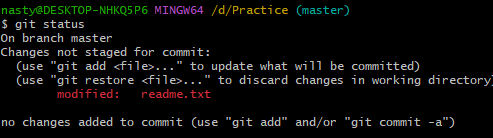 nasty@DESKTOP-NHKQ5P6 MINGW64 /d/Practice (master)
$ git status
On branch master
Changes not staged for commit:
  (use "git add <file>..." to update what will be committed)
  (use "git restore <file>..." to discard changes in working directory)
        modified:   readme.txt

no changes added to commit (use "git add" and/or "git commit -a")